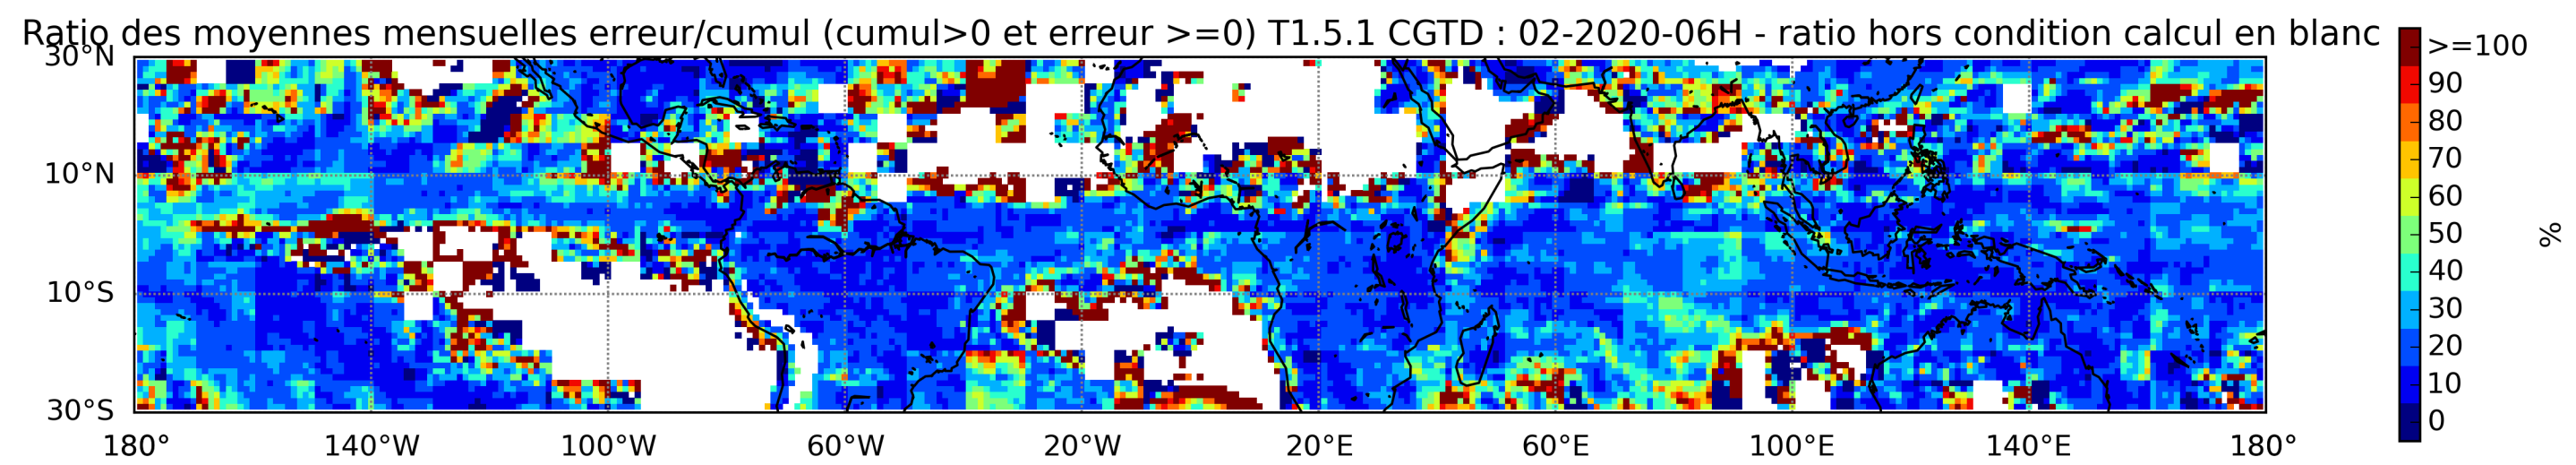 Ratio des moyennes mensuelles erreur/cumul (cumul>0 et erreur >=0) T1.5.1 CGTD : 02-2020-06H - ratio hors condition calcul en blanc
30°N
10°N
10°S
30°S
180°
140°W
100°W
60°W
20°W
20°E
60°E
100°E
140°E
180°
>=100
90
80
70
60
50
40
30
20
10
0
%